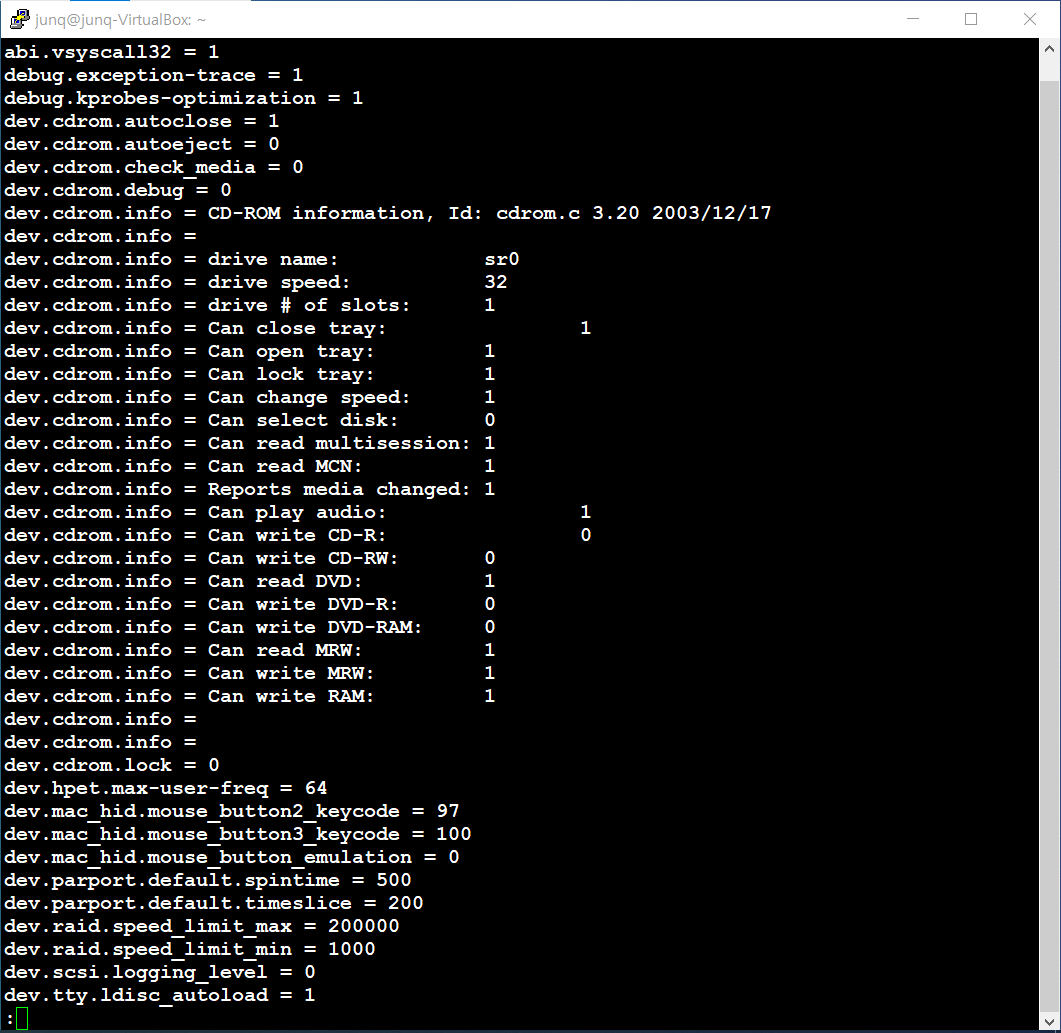 junq@junq-VirtualBox: ~
abi.vsyscall32 = 1
debug.exception-trace = 1
debug.kprobes-optimization = 1
dev.cdrom.autoclose = 1
dev.cdrom.autoeject = 0
dev.cdrom.check_media = 0
dev.cdrom.debug = 0
dev.cdrom.info = CD-ROM information, Id: cdrom.c 3.20 2003/12/17
dev.cdrom.info =
dev.cdrom.info = drive name:            sr0
dev.cdrom.info = drive speed:           32
dev.cdrom.info = drive # of slots:      1
dev.cdrom.info = Can close tray:                1
dev.cdrom.info = Can open tray:         1
dev.cdrom.info = Can lock tray:         1
dev.cdrom.info = Can change speed:      1
dev.cdrom.info = Can select disk:       0
dev.cdrom.info = Can read multisession: 1
dev.cdrom.info = Can read MCN:          1
dev.cdrom.info = Reports media changed: 1
dev.cdrom.info = Can play audio:                1
dev.cdrom.info = Can write CD-R:                0
dev.cdrom.info = Can write CD-RW:       0
dev.cdrom.info = Can read DVD:          1
dev.cdrom.info = Can write DVD-R:       0
dev.cdrom.info = Can write DVD-RAM:     0
dev.cdrom.info = Can read MRW:          1
dev.cdrom.info = Can write MRW:         1
dev.cdrom.info = Can write RAM:         1
dev.cdrom.info =
dev.cdrom.info =
dev.cdrom.lock = 0
dev.hpet.max-user-freq = 64
dev.mac_hid.mouse_button2_keycode = 97
dev.mac_hid.mouse_button3_keycode = 100
dev.mac_hid.mouse_button_emulation = 0
dev.parport.default.spintime = 500
dev.parport.default.timeslice = 200
dev.raid.speed_limit_max = 200000
dev.raid.speed_limit_min = 1000
dev.scsi.logging_level = 0
dev.tty.ldisc_autoload = 1
: